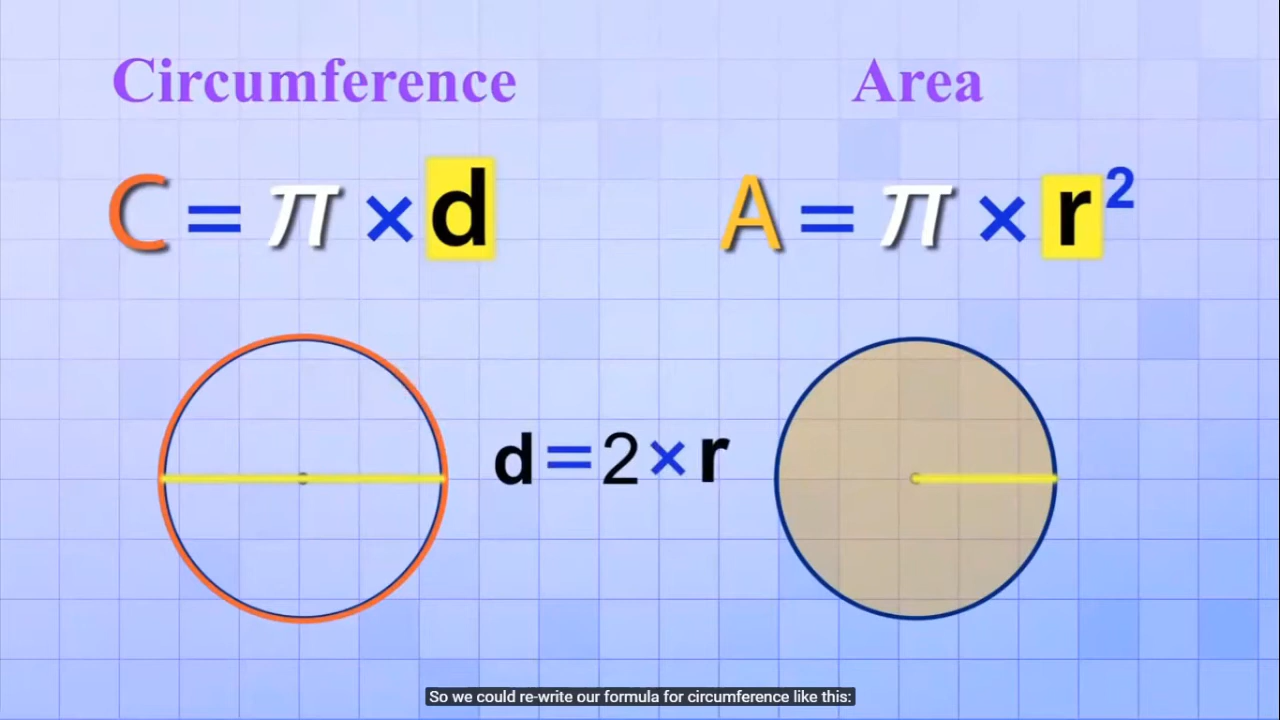 Circumference
Area
C = π × d
A = π × r²
d = 2 × r
So we could re-write our formula for circumference like this: